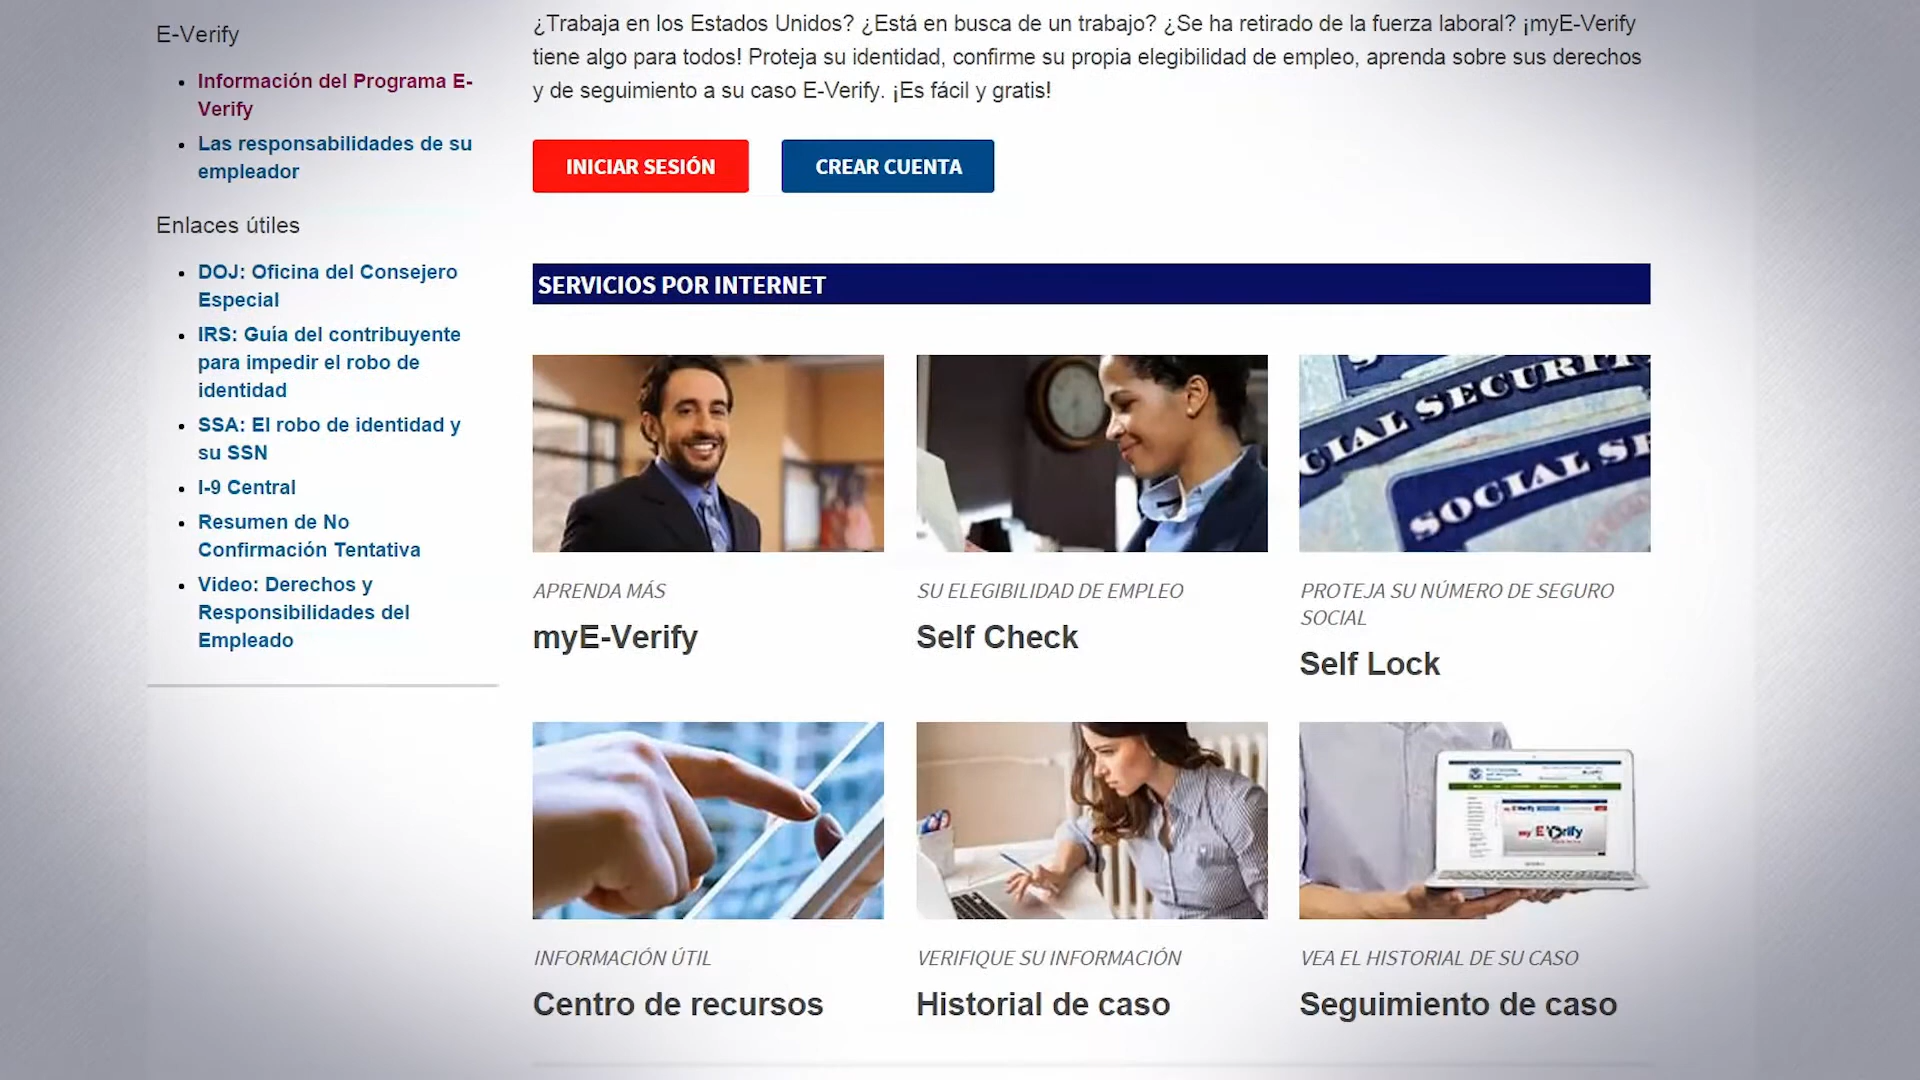 E-Verify
Información del Programa E-
Verify
Las responsabilidades de su
empleador
Enlaces útiles
DOJ: Oficina del Consejero
Especial
IRS: Guía del contribuyente
para impedir el robo de
identidad
SSA: El robo de identidad y
su SSN
I-9 Central
Resumen de No
Confirmación Tentativa
Video: Derechos y
Responsibilidades del
Empleado
¿Trabaja en los Estados Unidos? ¿Está en busca de un trabajo? ¿Se ha retirado de la fuerza laboral? ¡myE-Verify
tiene algo para todos! Proteja su identidad, confirme su propia elegibilidad de empleo, aprenda sobre sus derechos
y de seguimiento a su caso E-Verify. ¡Es fácil y gratis!
INICIAR SESIÓN
CREAR CUENTA
SERVICIOS POR INTERNET
SOCIAL SECURITY
SOCIAL SE
APRENDA MÁS
myE-Verify
SU ELEGIBILIDAD DE EMPLEO
Self Check
PROTEJA SU NÚMERO DE SEGURO
SOCIAL
Self Lock
my E-Verify
INFORMACIÓN ÚTIL
Centro de recursos
VERIFIQUE SU INFORMACIÓN
Historial de caso
VEA EL HISTORIAL DE SU CASO
Seguimiento de caso